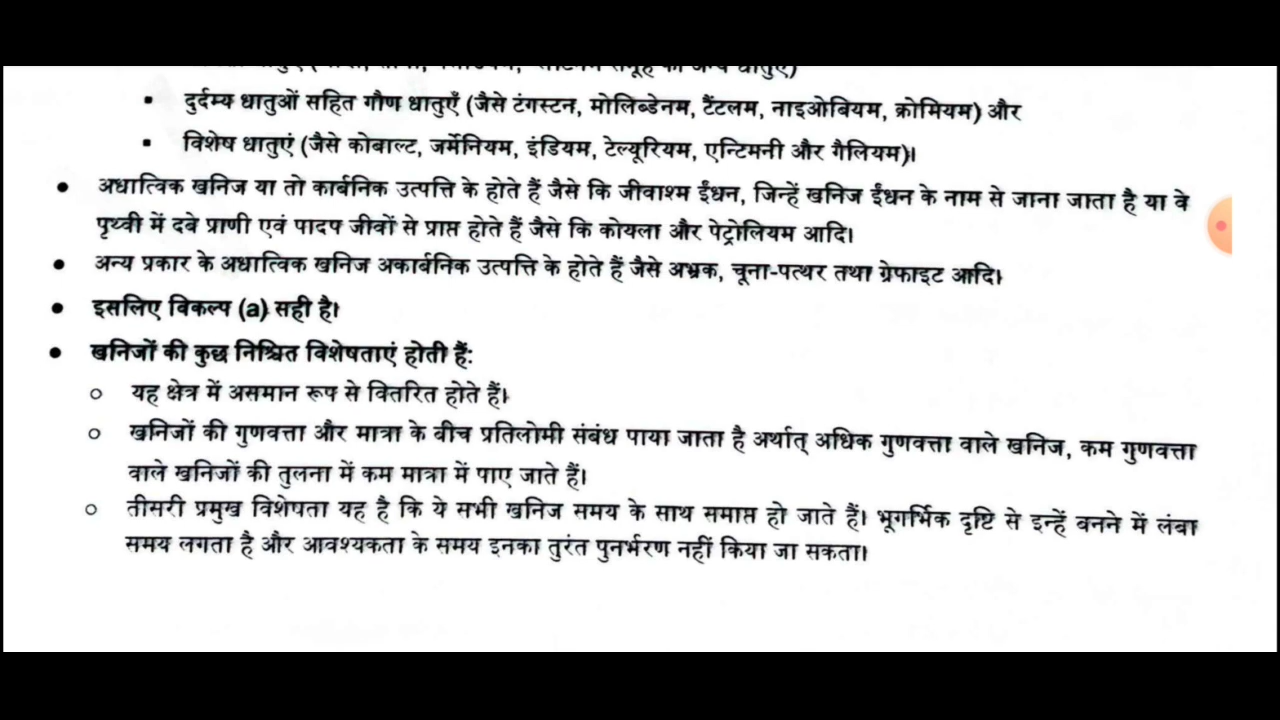 ▪ दुर्दम्य धातुओं सहित गौण धातुएँ (जैसे टंगस्टन, मोलिब्डेनम, टैंटलम, नाइओबियम, क्रोमियम) और
▪ विशेष धातुएं (जैसे कोबाल्ट, जर्मेनियम, इंडियम, टेल्यूरियम, एन्टिमनी और गैलियम)।
● अधात्विक खनिज या तो कार्बनिक उत्पत्ति के होते हैं जैसे कि जीवाश्म ईंधन, जिन्हें खनिज ईंधन के नाम से जाना जाता है या वे
पृथ्वी में दबे प्राणी एवं पादप जीवों से प्राप्त होते हैं जैसे कि कोयला और पेट्रोलियम आदि।
● अन्य प्रकार के अधात्विक खनिज अकार्बनिक उत्पत्ति के होते हैं जैसे अभ्रक, चूना-पत्थर तथा ग्रेफाइट आदि।
● इसलिए विकल्प (a) सही है।
● खनिजों की कुछ निश्चित विशेषताएं होती हैं:
○ यह क्षेत्र में असमान रूप से वितरित होते हैं।
○ खनिजों की गुणवत्ता और मात्रा के बीच प्रतिलोमी संबंध पाया जाता है अर्थात् अधिक गुणवत्ता वाले खनिज, कम गुणवत्ता
वाले खनिजों की तुलना में कम मात्रा में पाए जाते हैं।
○ तीसरी प्रमुख विशेषता यह है कि ये सभी खनिज समय के साथ समाप्त हो जाते हैं। भूगर्भिक दृष्टि से इन्हें बनने में लंबा
समय लगता है और आवश्यकता के समय इनका तुरंत पुनर्भरण नहीं किया जा सकता।